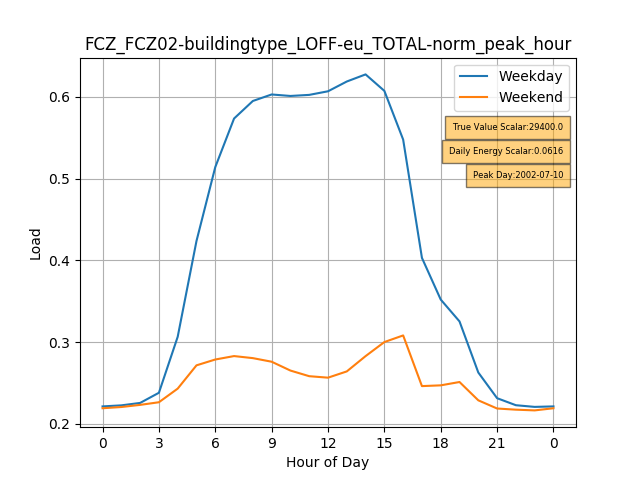 FCZ_FCZ02-buildingtype_LOFF-eu_TOTAL-norm_peak_hour
Weekday
Weekend
True Value Scalar:29400.0
Daily Energy Scalar:0.0616
Peak Day:2002-07-10
Load
0.6
0.5
0.4
0.3
0.2
0 3 6 9 12 15 18 21 0
Hour of Day